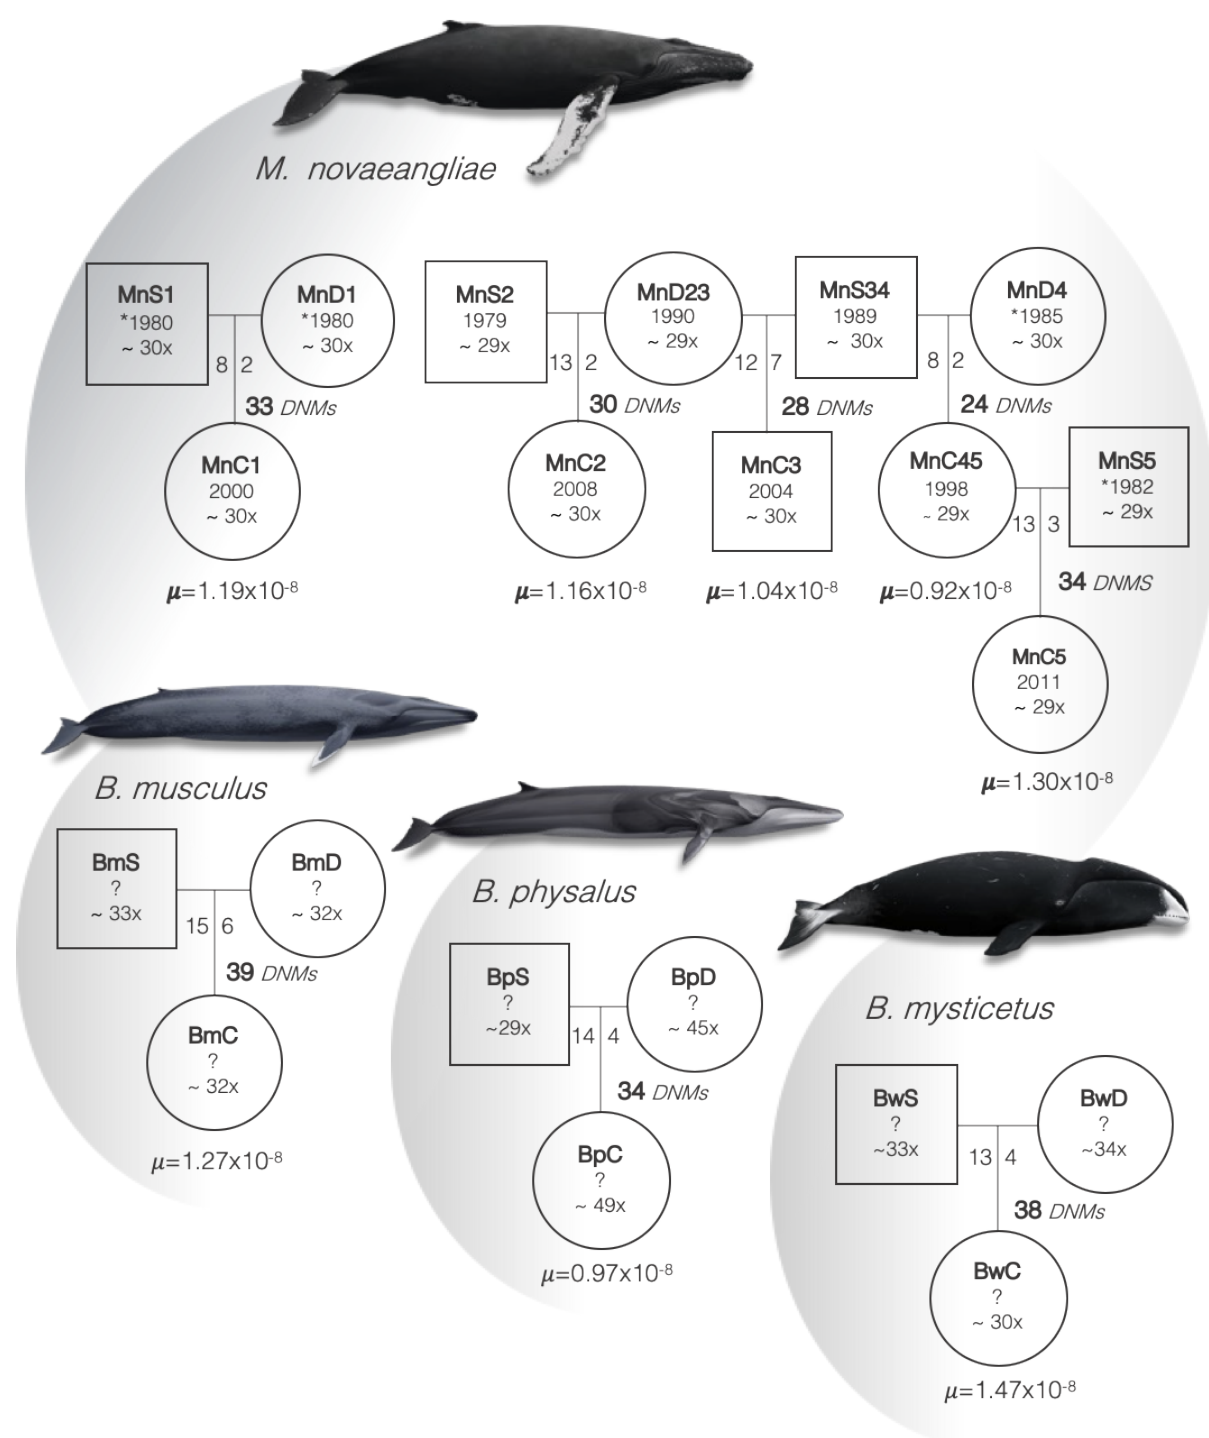 M. novaeangliae
MnS1
*1980
~ 30x
MnD1
*1980
~ 30x
8 2
33 DNMs
MnC1
2000
~ 30x
μ=1.19x10-8
MnS2
1979
~ 29x
MnD23
1990
~ 29x
13 2
30 DNMs
MnC2
2008
~ 30x
μ=1.16x10-8
MnS34
1989
~ 30x
12 7
28 DNMs
MnC3
2004
~ 30x
μ=1.04x10-8
MnD4
*1985
~ 30x
8 2
24 DNMs
MnC45
1998
~ 29x
μ=0.92x10-8
MnS5
*1982
~ 29x
13 3
34 DNMS
MnC5
2011
~ 29x
μ=1.30x10-8
B. musculus
BmS
?
~ 33x
BmD
?
~ 32x
15 6
39 DNMs
BmC
?
~ 32x
μ=1.27x10-8
B. physalus
BpS
?
~29x
BpD
?
~ 45x
14 4
34 DNMs
BpC
?
~ 49x
μ=0.97x10-8
B. mysticetus
BwS
?
~33x
BwD
?
~34x
13 4
38 DNMs
BwC
?
~ 30x
μ=1.47x10-8